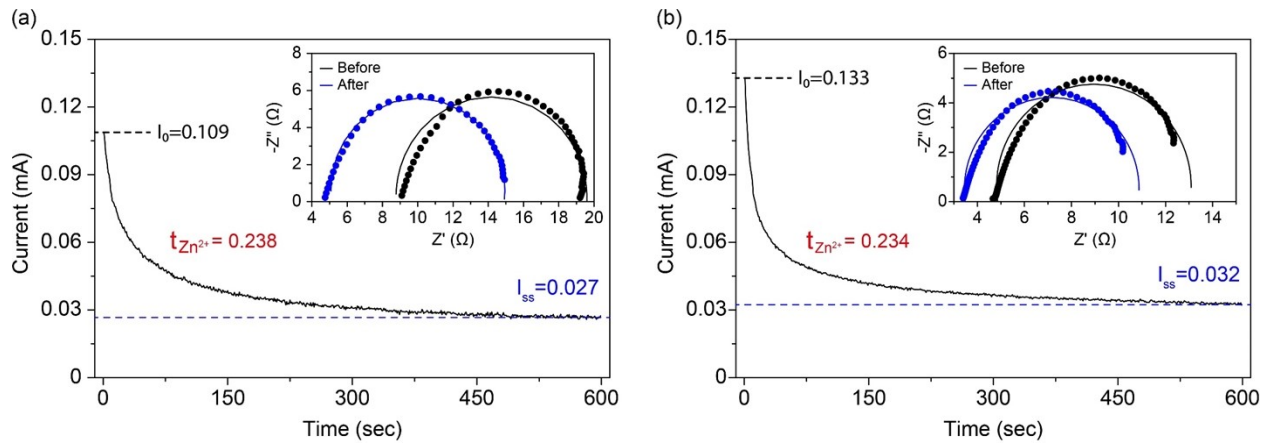 (a)
0.15
0.12
0.09
0.06
0.03
0
Current (mA)
I₀=0.109
t_Zn²⁺ = 0.238
I_ss=0.027
0
150
300
450
600
Time (sec)
8
6
4
2
0
-Z" (Ω)
Before
After
4
6
8
10
12
14
16
18
20
Z' (Ω)
(b)
0.15
0.12
0.09
0.06
0.03
0
Current (mA)
I₀=0.133
t_Zn²⁺ = 0.234
I_ss=0.032
0
150
300
450
600
Time (sec)
6
4
2
0
-Z" (Ω)
Before
After
4
6
8
10
12
14
Z' (Ω)